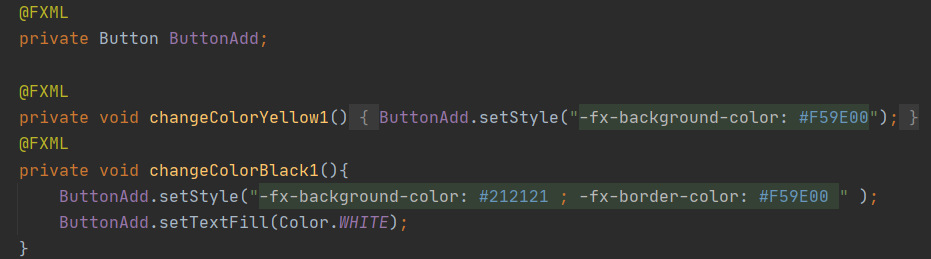 @FXML
private Button ButtonAdd;
@FXML
private void changeColorYellow1() { ButtonAdd.setStyle("-fx-background-color: #F59E00"); }
@FXML
private void changeColorBlack1(){
ButtonAdd.setStyle("-fx-background-color: #212121 ; -fx-border-color: #F59E00 " );
ButtonAdd.setTextFill(Color.WHITE);
}